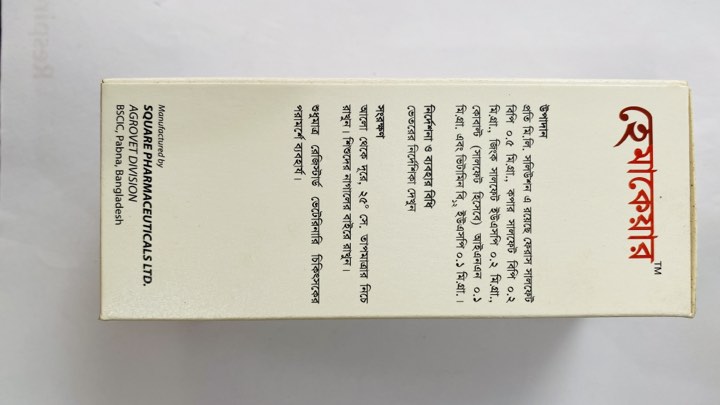 হেমাকেয়ার™
উপাদান
প্রতি মি.লি. সলিউশন এ রয়েছে ফেরাস সালফেট
বিপি ০.৫ মি.গ্রা., কপার সালফেট বিপি ০.২
মি.গ্রা., জিংক সালফেট ইউএসপি ০.২ মি.গ্রা.,
কোবাল্ট (সালফেট হিসেবে) আইএনএন ০.১
মি.গ্রা. এবং ভিটামিন বি১২ ইউএসপি ০.১ মি.গ্রা. ।
নির্দেশনা ও ব্যবহার বিধি
ভেতরের নির্দেশিকা দেখুন
সংরক্ষণ
আলো থেকে দূরে, ২৫° সে. তাপমাত্রার নিচে
রাখুন। শিশুদের নাগালের বাইরে রাখুন।
শুধুমাত্র রেজিস্টার্ড ভেটেরিনারি চিকিৎসকের
পরামর্শে ব্যবহার্য।
Manufactured by
SQUARE PHARMACEUTICALS LTD.
AGROVET DIVISION
BSCIC, Pabna, Bangladesh